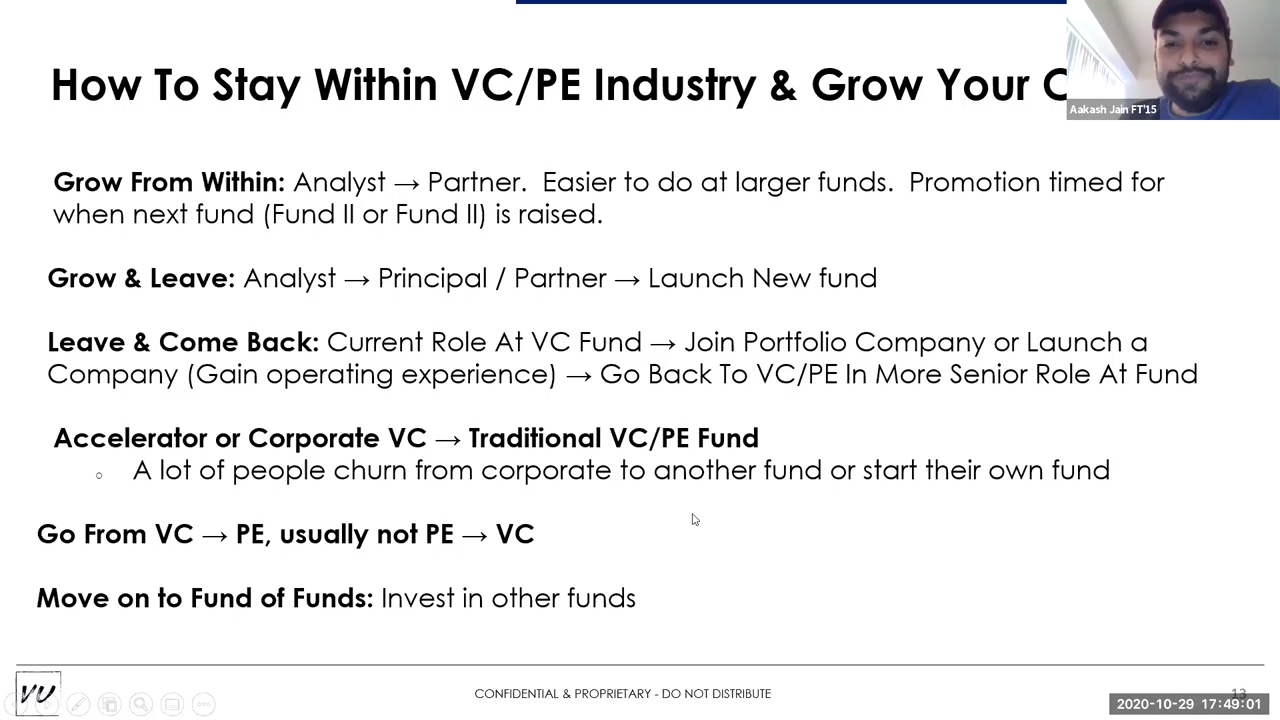 How To Stay Within VC/PE Industry & Grow Your C
Aakash Jain FT'15
Grow From Within: Analyst → Partner.  Easier to do at larger funds.  Promotion timed for
when next fund (Fund II or Fund II) is raised.
Grow & Leave: Analyst → Principal / Partner → Launch New fund
Leave & Come Back: Current Role At VC Fund → Join Portfolio Company or Launch a
Company (Gain operating experience) → Go Back To VC/PE In More Senior Role At Fund
Accelerator or Corporate VC → Traditional VC/PE Fund
○ A lot of people churn from corporate to another fund or start their own fund
Go From VC → PE, usually not PE → VC
Move on to Fund of Funds: Invest in other funds
VU
CONFIDENTIAL & PROPRIETARY - DO NOT DISTRIBUTE
13
2020-10-29 17:49:01